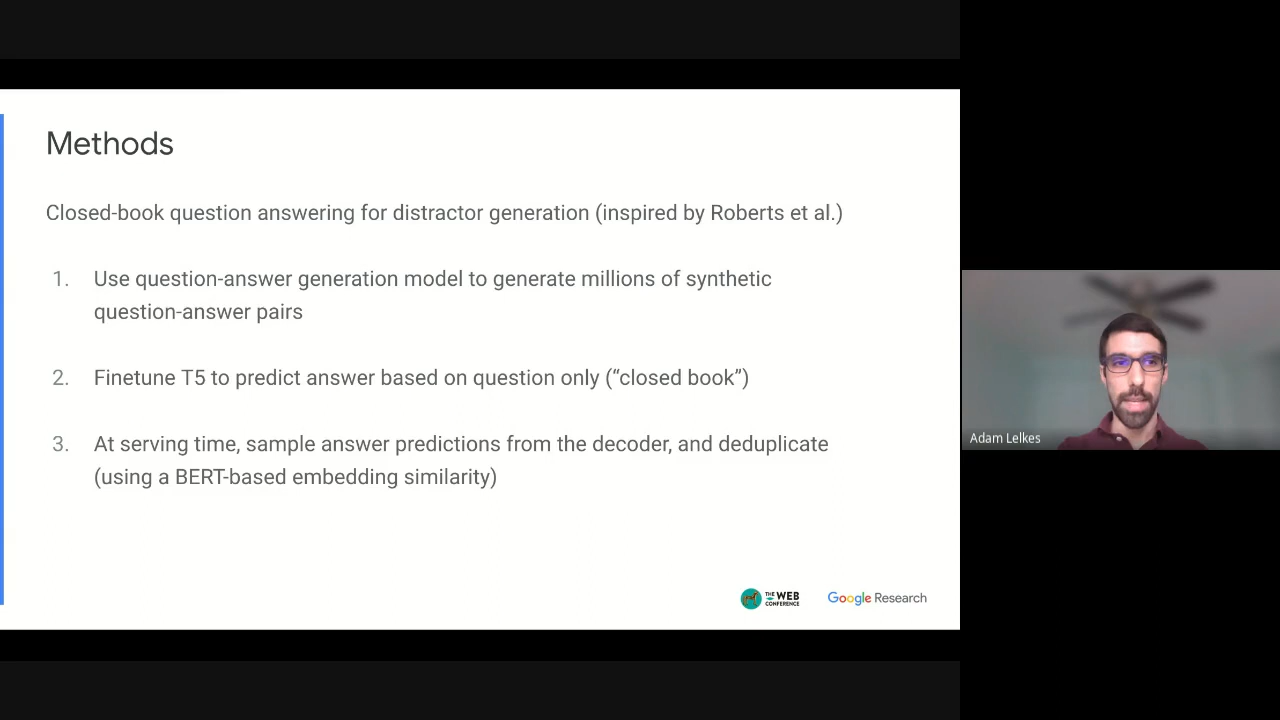 Methods
Closed-book question answering for distractor generation (inspired by Roberts et al.)
1. Use question-answer generation model to generate millions of synthetic
question-answer pairs
2. Finetune T5 to predict answer based on question only (“closed book”)
3. At serving time, sample answer predictions from the decoder, and deduplicate
(using a BERT-based embedding similarity)
Adam Lelkes
THE WEB
CONFERENCE
Google Research